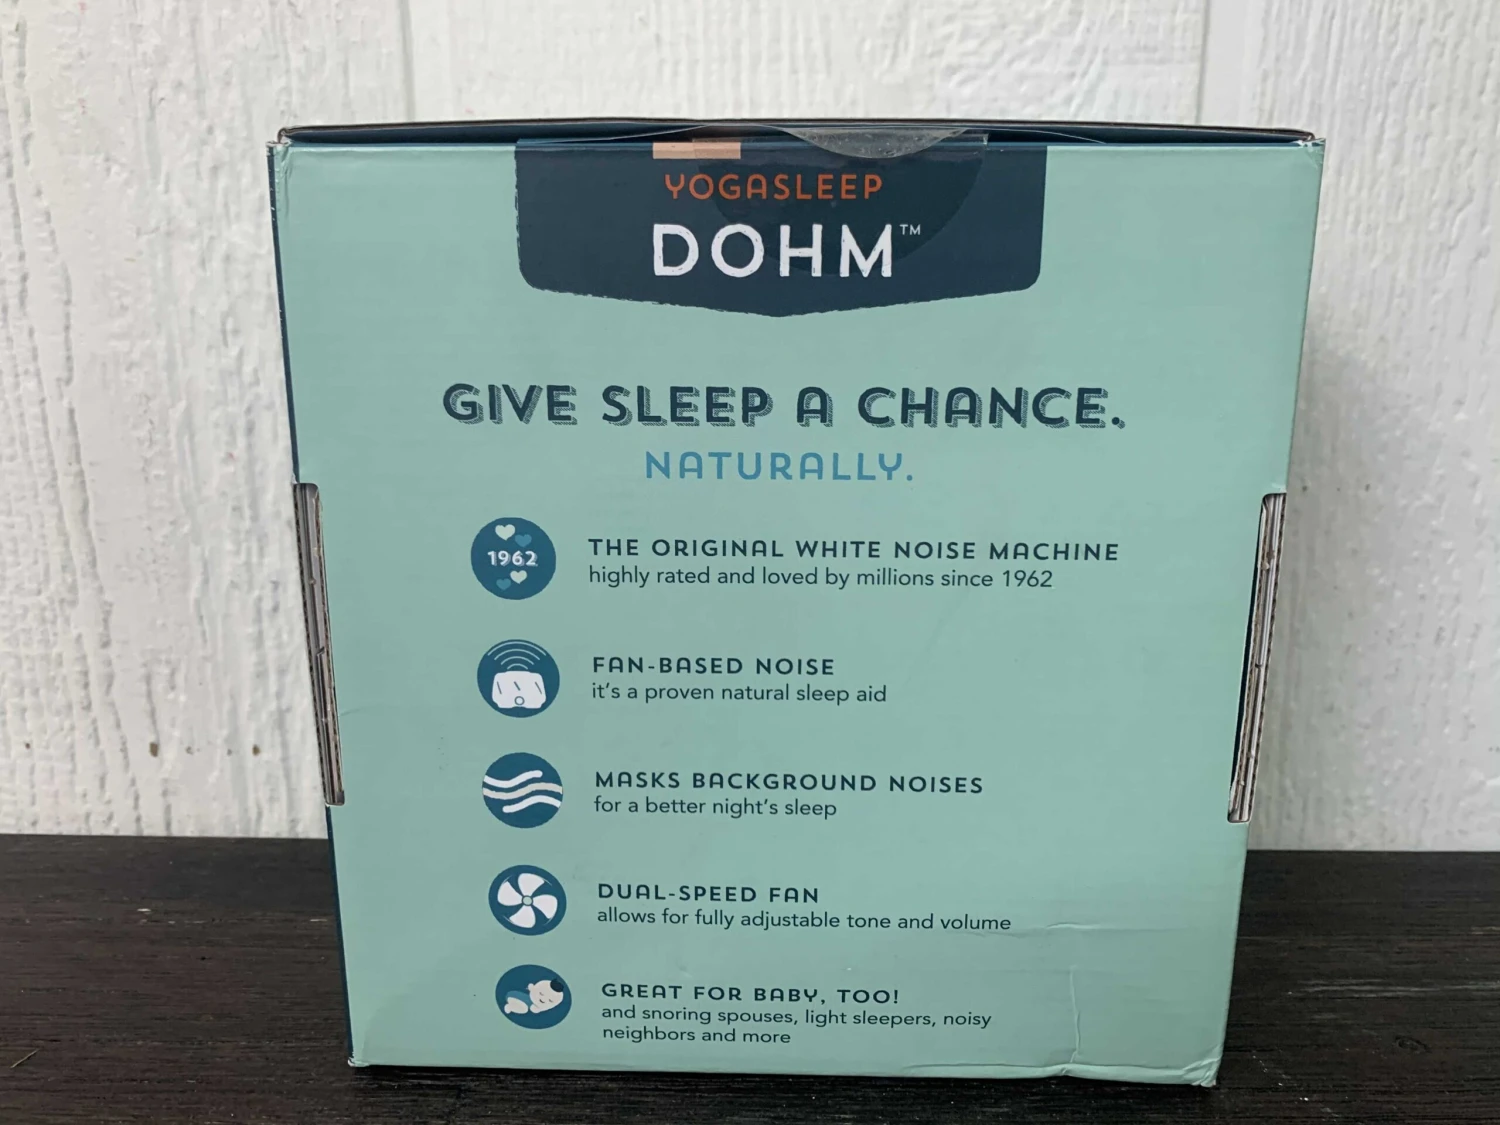 YOGASLEEP
DOHM™
GIVE SLEEP A CHANCE.
NATURALLY.
1962
THE ORIGINAL WHITE NOISE MACHINE
highly rated and loved by millions since 1962
FAN-BASED NOISE
it's a proven natural sleep aid
MASKS BACKGROUND NOISES
for a better night's sleep
DUAL-SPEED FAN
allows for fully adjustable tone and volume
GREAT FOR BABY, TOO!
and snoring spouses, light sleepers, noisy
neighbors and more